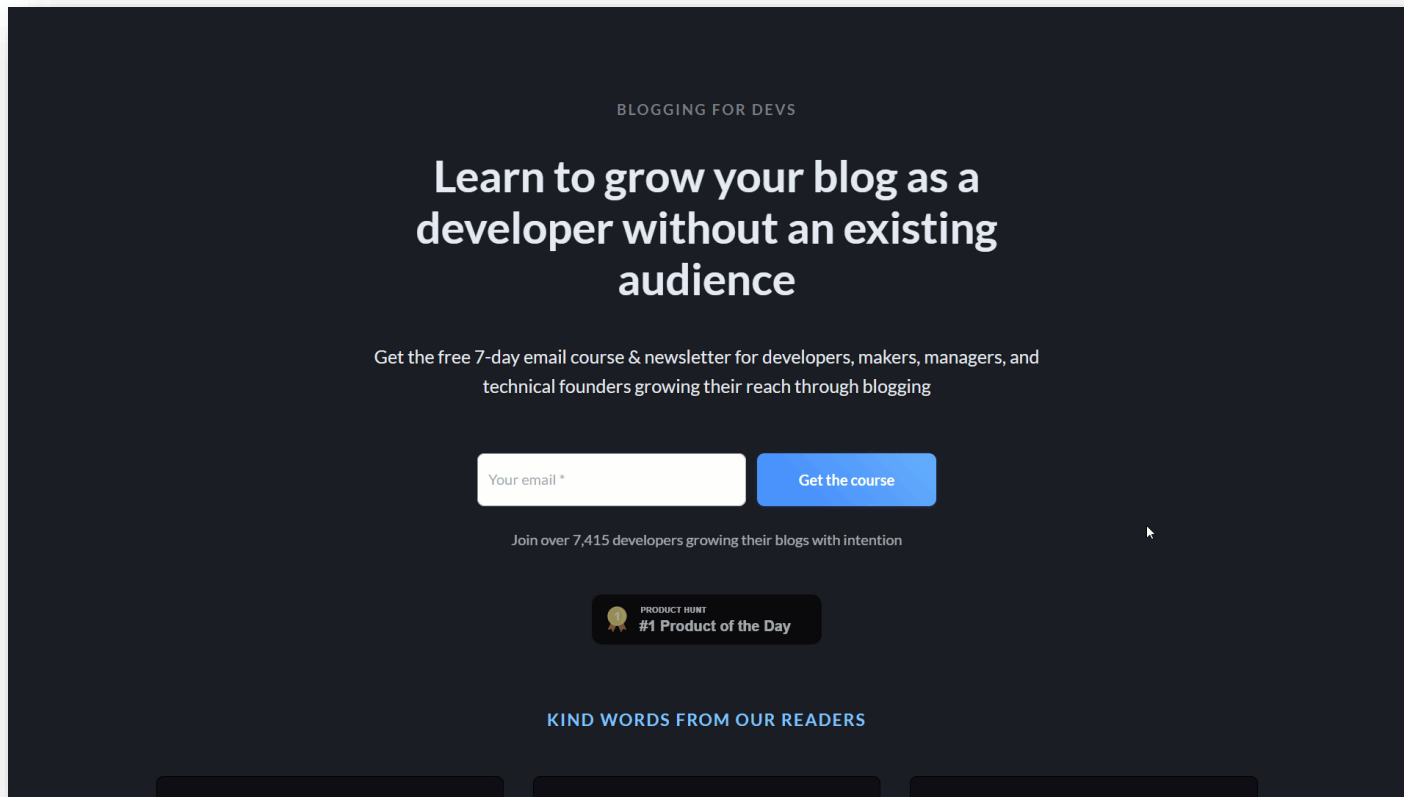 BLOGGING FOR DEVS
Learn to grow your blog as a
developer without an existing
audience
Get the free 7-day email course & newsletter for developers, makers, managers, and
technical founders growing their reach through blogging
Your email *
Get the course
Join over 7,415 developers growing their blogs with intention
1
PRODUCT HUNT
#1 Product of the Day
KIND WORDS FROM OUR READERS